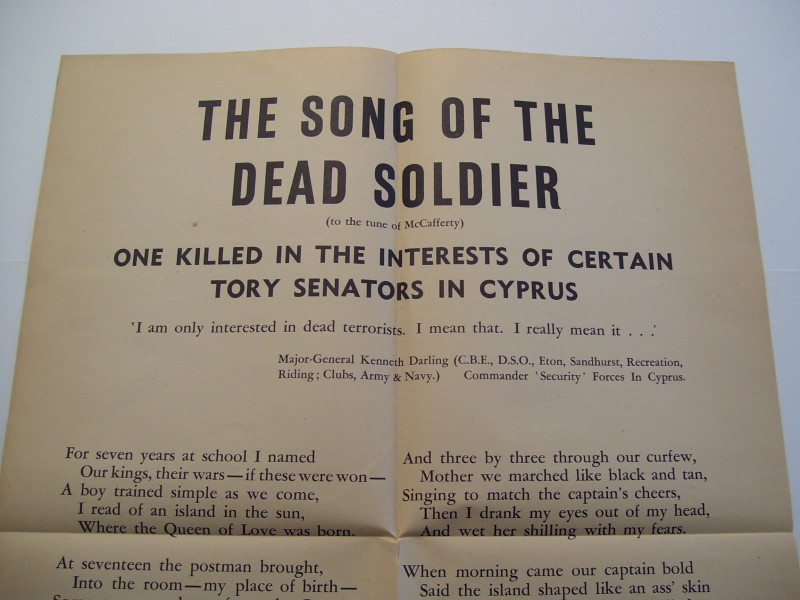 THE SONG OF THE
DEAD SOLDIER
(to the tune of McCafferty)
ONE KILLED IN THE INTERESTS OF CERTAIN
TORY SENATORS IN CYPRUS
'I am only interested in dead terrorists. I mean that. I really mean it . . .'
Major-General Kenneth Darling (C.B.E., D.S.O., Eton, Sandhurst, Recreation,
Riding; Clubs, Army & Navy.) Commander 'Security' Forces In Cyprus.
For seven years at school I named
Our kings, their wars—if these were won—
A boy trained simple as we come,
I read of an island in the sun,
Where the Queen of Love was born.
At seventeen the postman brought,
Into the room—my place of birth—
And three by three through our curfew,
Mother we marched like black and tan,
Singing to match the captain's cheers,
Then I drank my eyes out of my head,
And wet her shilling with my fears.
When morning came our captain bold
Said the island shaped like an ass' skin